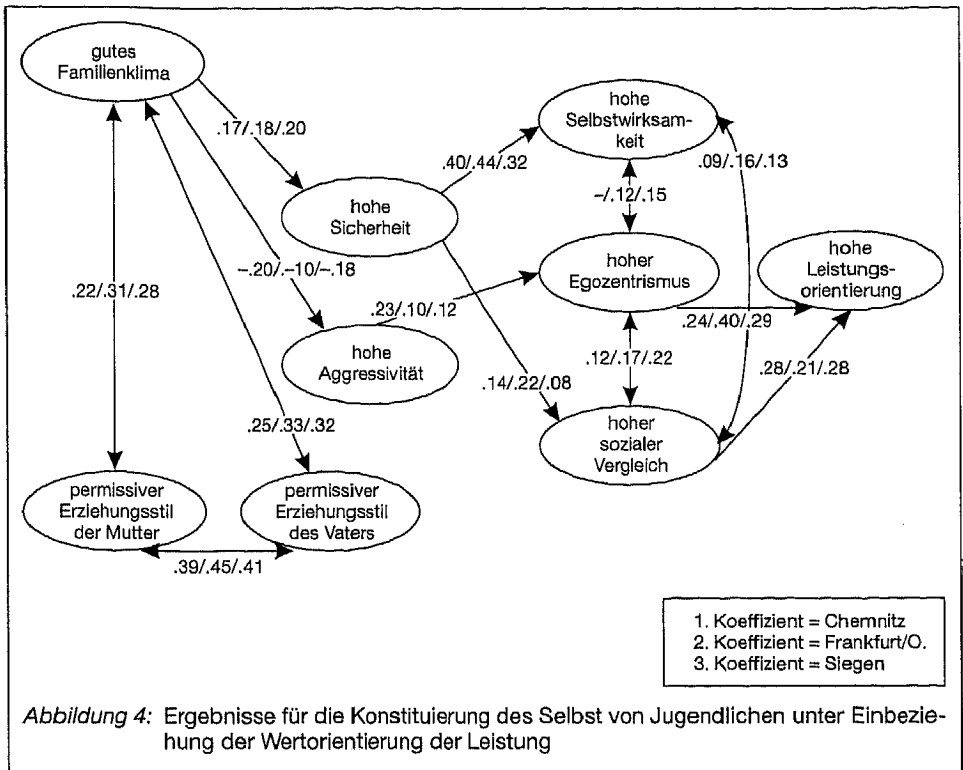 gutes
Familienklima
.17/.18/.20
hohe
Selbstwirksam-
keit
.09/.16/.13
.40/.44/.32
hohe
Sicherheit
–/.12/.15
hoher
Egozentrismus
hohe
Leistungs-
orientierung
–.20/.–10/–.18
.22/.31/.28
.23/.10/.12
.24/.40/.29
hohe
Aggressivität
.12/.17/.22
.14/.22/.08
.28/.21/.28
.25/.33/.32
hoher
sozialer
Vergleich
permissiver
Erziehungsstil
der Mutter
permissiver
Erziehungsstil
des Vaters
.39/.45/.41
1. Koeffizient = Chemnitz
2. Koeffizient = Frankfurt/O.
3. Koeffizient = Siegen
Abbildung 4: Ergebnisse für die Konstituierung des Selbst von Jugendlichen unter Einbezie-
hung der Wertorientierung der Leistung